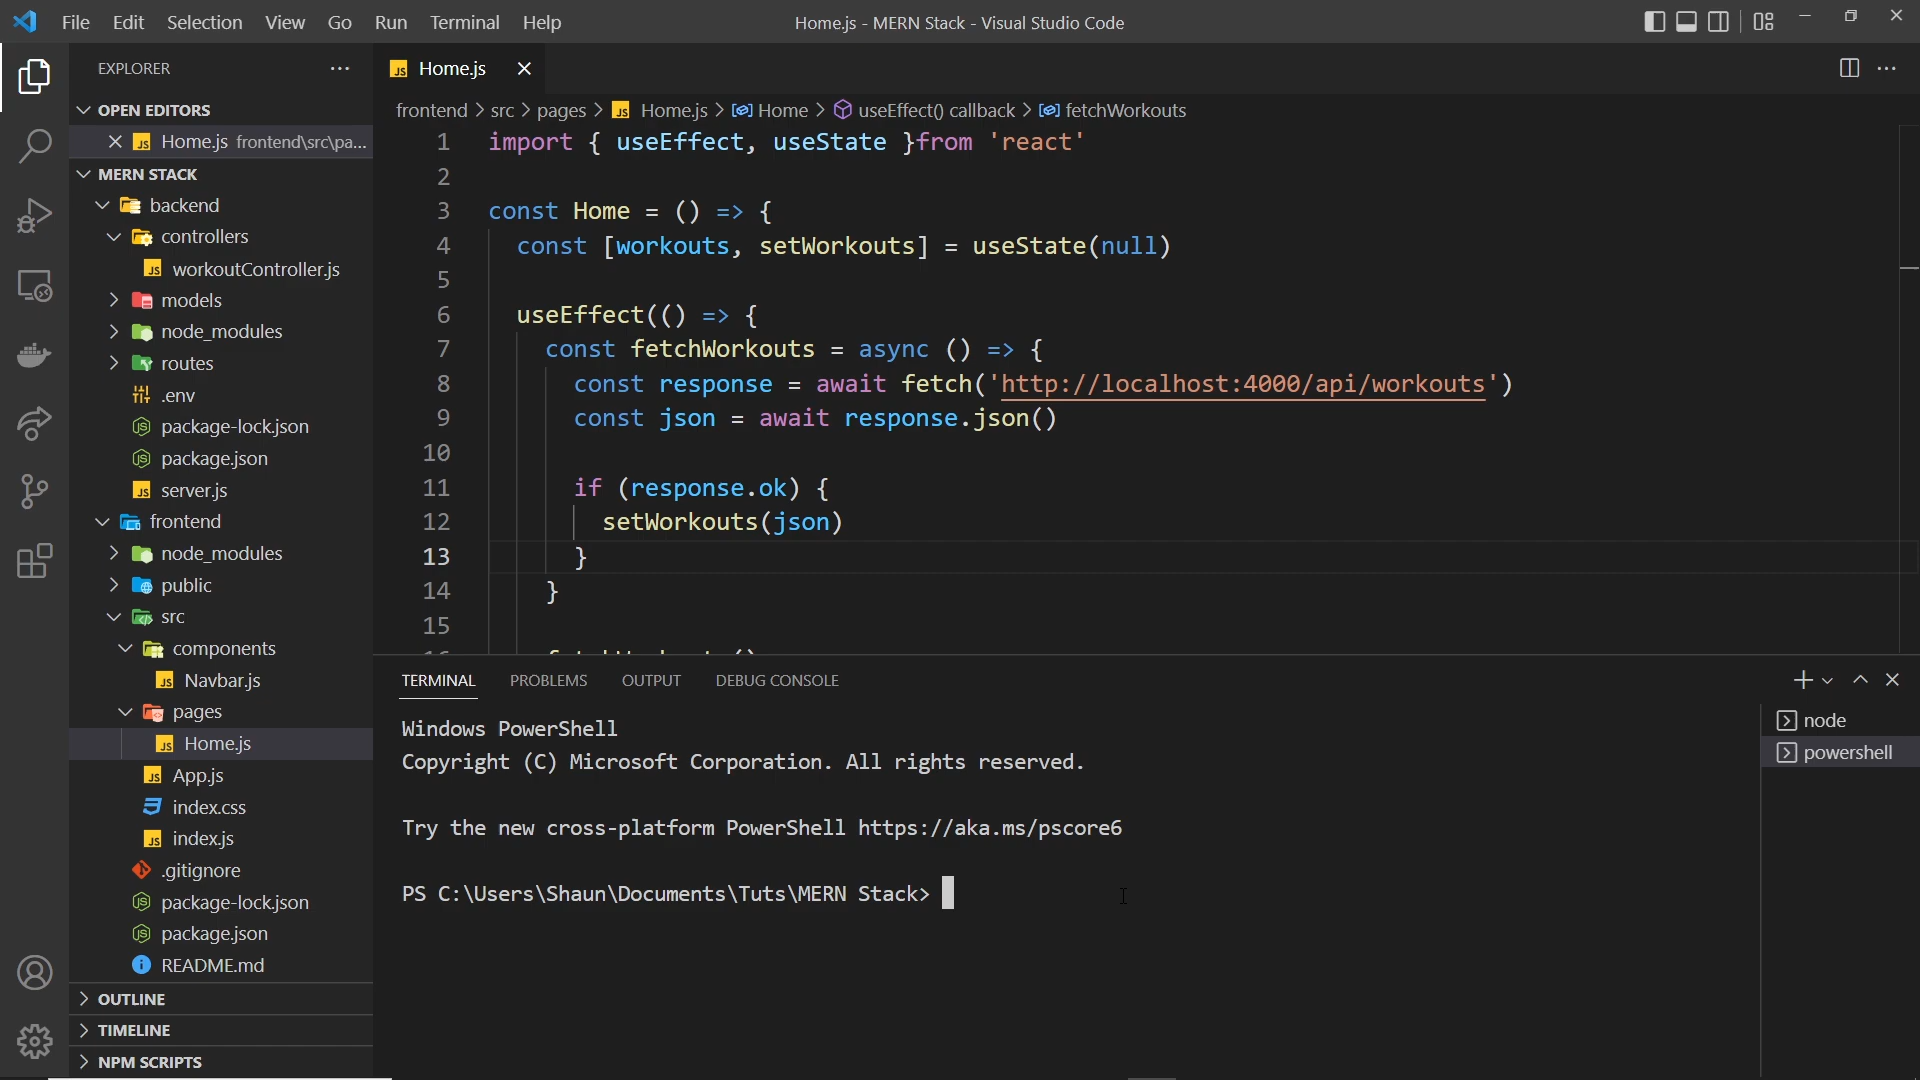 File Edit Selection View Go Run Terminal Help
Home.js - MERN Stack - Visual Studio Code
EXPLORER
OPEN EDITORS
Home.js frontend\src\pa...
MERN STACK
backend
controllers
workoutController.js
models
node_modules
routes
.env
package-lock.json
package.json
server.js
frontend
node_modules
public
src
components
Navbar.js
pages
Home.js
App.js
index.css
index.js
.gitignore
package-lock.json
package.json
README.md
OUTLINE
TIMELINE
NPM SCRIPTS
Home.js
frontend > src > pages > Home.js > Home > useEffect() callback > fetchWorkouts
1 import { useEffect, useState }from 'react'
2
3 const Home = () => {
4 const [workouts, setWorkouts] = useState(null)
5
6 useEffect(() => {
7 const fetchWorkouts = async () => {
8 const response = await fetch('http://localhost:4000/api/workouts')
9 const json = await response.json()
10
11 if (response.ok) {
12 setWorkouts(json)
13 }
14 }
15
TERMINAL PROBLEMS OUTPUT DEBUG CONSOLE
Windows PowerShell
Copyright (C) Microsoft Corporation. All rights reserved.
Try the new cross-platform PowerShell https://aka.ms/pscore6
PS C:\Users\Shaun\Documents\Tuts\MERN Stack>
node
powershell